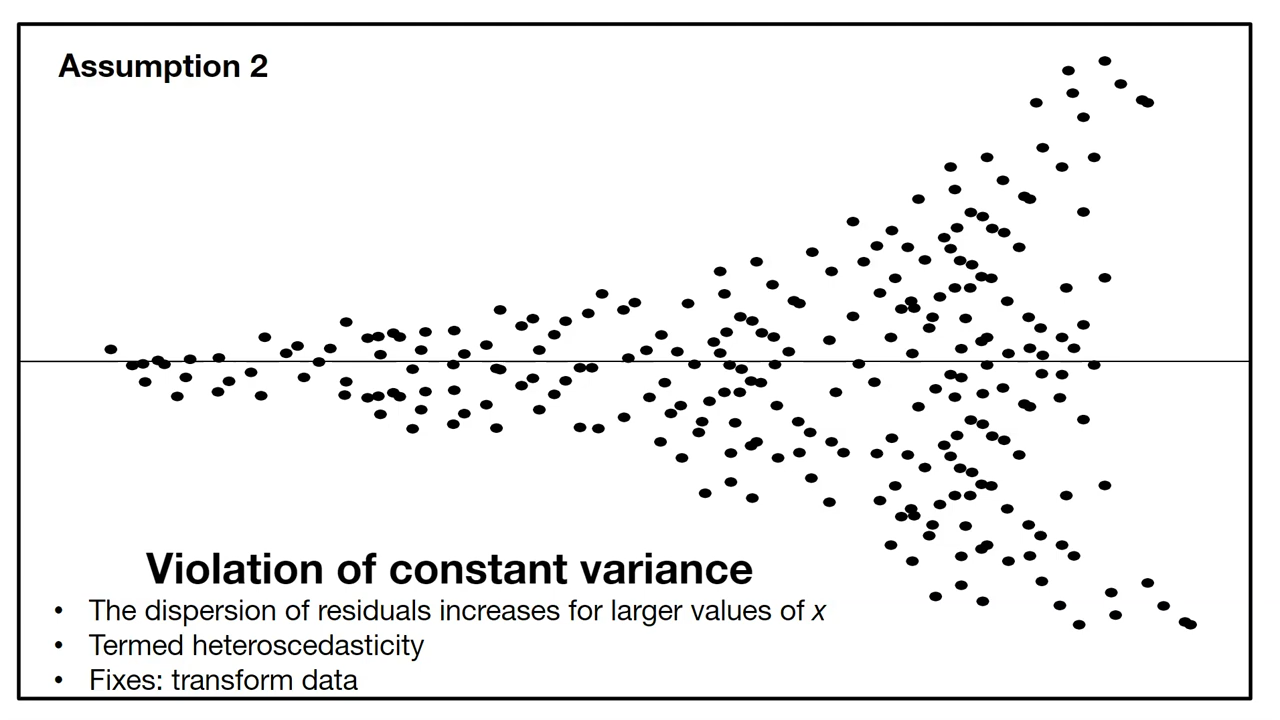 Assumption 2
Violation of constant variance
• The dispersion of residuals increases for larger values of x
• Termed heteroscedasticity
• Fixes: transform data